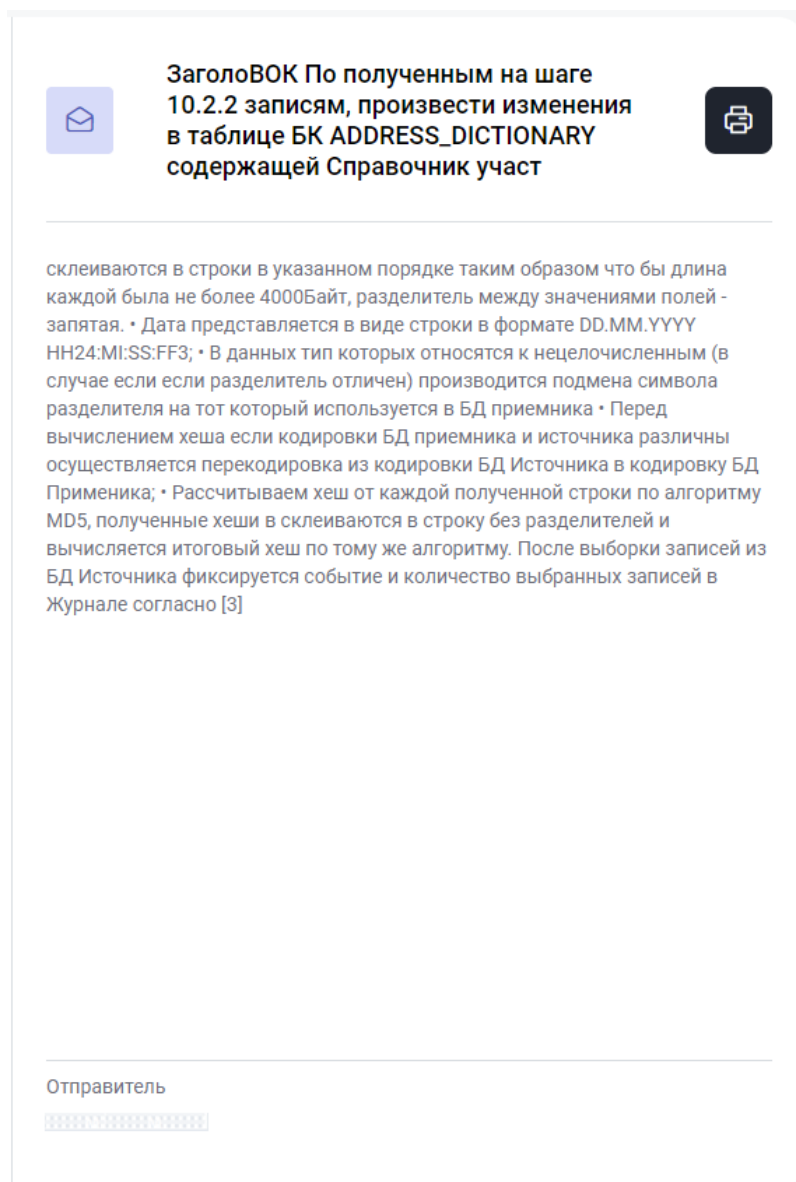 ЗаголоВОК По полученным на шаге
10.2.2 записям, произвести изменения
в таблице БК ADDRESS_DICTIONARY
содержащей Справочник участ
склеиваются в строки в указанном порядке таким образом что бы длина
каждой была не более 4000Байт, разделитель между значениями полей -
запятая. • Дата представляется в виде строки в формате DD.MM.YYYY
HH24:MI:SS:FF3; • В данных тип которых относятся к нецелочисленным (в
случае если если разделитель отличен) производится подмена символа
разделителя на тот который используется в БД приемника • Перед
вычислением хеша если кодировки БД приемника и источника различны
осуществляется перекодировка из кодировки БД Источника в кодировку БД
Применика; • Рассчитываем хеш от каждой полученной строки по алгоритму
MD5, полученные хеши в склеиваются в строку без разделителей и
вычисляется итоговый хеш по тому же алгоритму. После выборки записей из
БД Источника фиксируется событие и количество выбранных записей в
Журнале согласно [3]
Отправитель